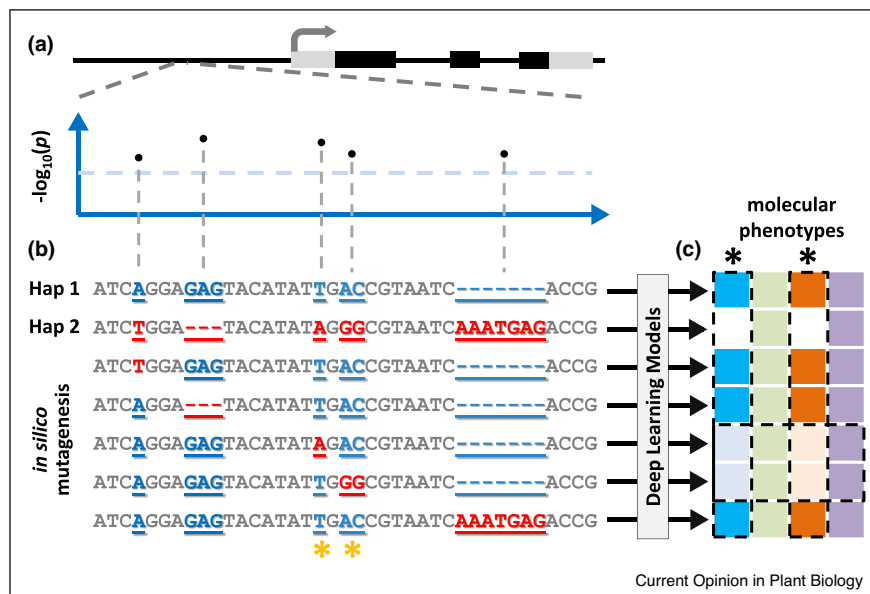 (a)
-log10(p)
(b)
(c)
molecular
phenotypes
* *
Hap 1 ATCAGGAGAGTACATATTGACCGTAATC-------ACCG
Hap 2 ATCTGGA---TACATATAGGGCGTAATCAAATGAGACCG
ATCTGGAGAGTACATATTGACCGTAATC-------ACCG
ATCAGGA---TACATATTGACCGTAATC-------ACCG
ATCAGGAGAGTACATATAGACCGTAATC-------ACCG
ATCAGGAGAGTACATATTGGGCGTAATC-------ACCG
ATCAGGAGAGTACATATTGACCGTAATCAAATGAGACCG
* *
in silico
mutagenesis
Deep Learning Models
Current Opinion in Plant Biology